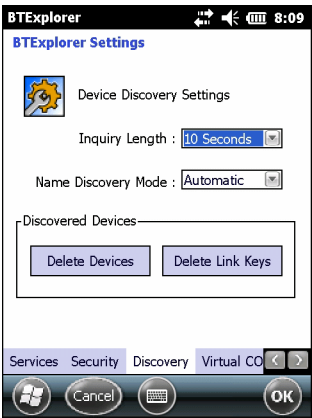 BTExplorer 8:09
BTExplorer Settings
Device Discovery Settings
Inquiry Length : 10 Seconds
Name Discovery Mode : Automatic
Discovered Devices
Delete Devices Delete Link Keys
Services Security Discovery Virtual CO
Cancel OK